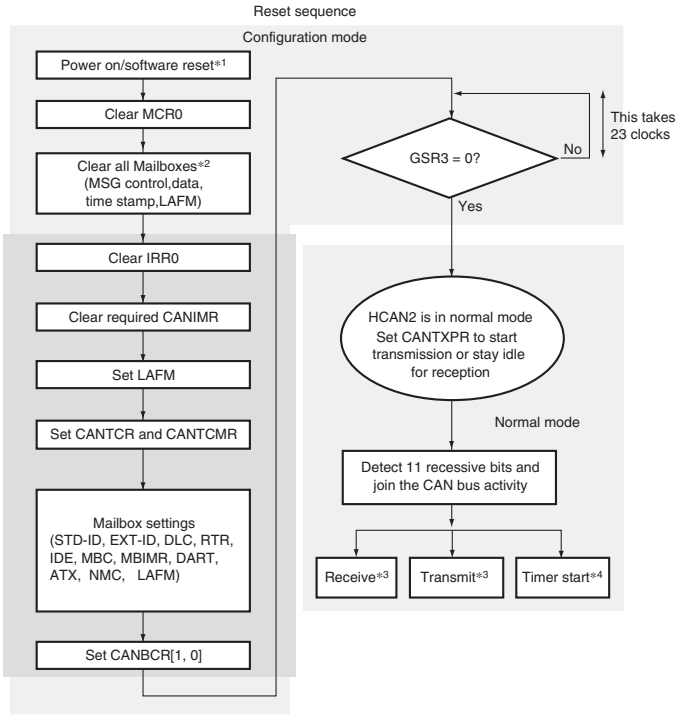 Reset sequence
Configuration mode
Power on/software reset*1
Clear MCR0
Clear all Mailboxes*2
(MSG control,data,
time stamp,LAFM)
Clear IRR0
Clear required CANIMR
Set LAFM
Set CANTCR and CANTCMR
Mailbox settings
(STD-ID, EXT-ID, DLC, RTR,
IDE, MBC, MBIMR, DART,
ATX, NMC, LAFM)
Set CANBCR[1, 0]
GSR3 = 0?
No
This takes
23 clocks
Yes
HCAN2 is in normal mode
Set CANTXPR to start
transmission or stay idle
for reception
Normal mode
Detect 11 recessive bits and
join the CAN bus activity
Receive*3
Transmit*3
Timer start*4